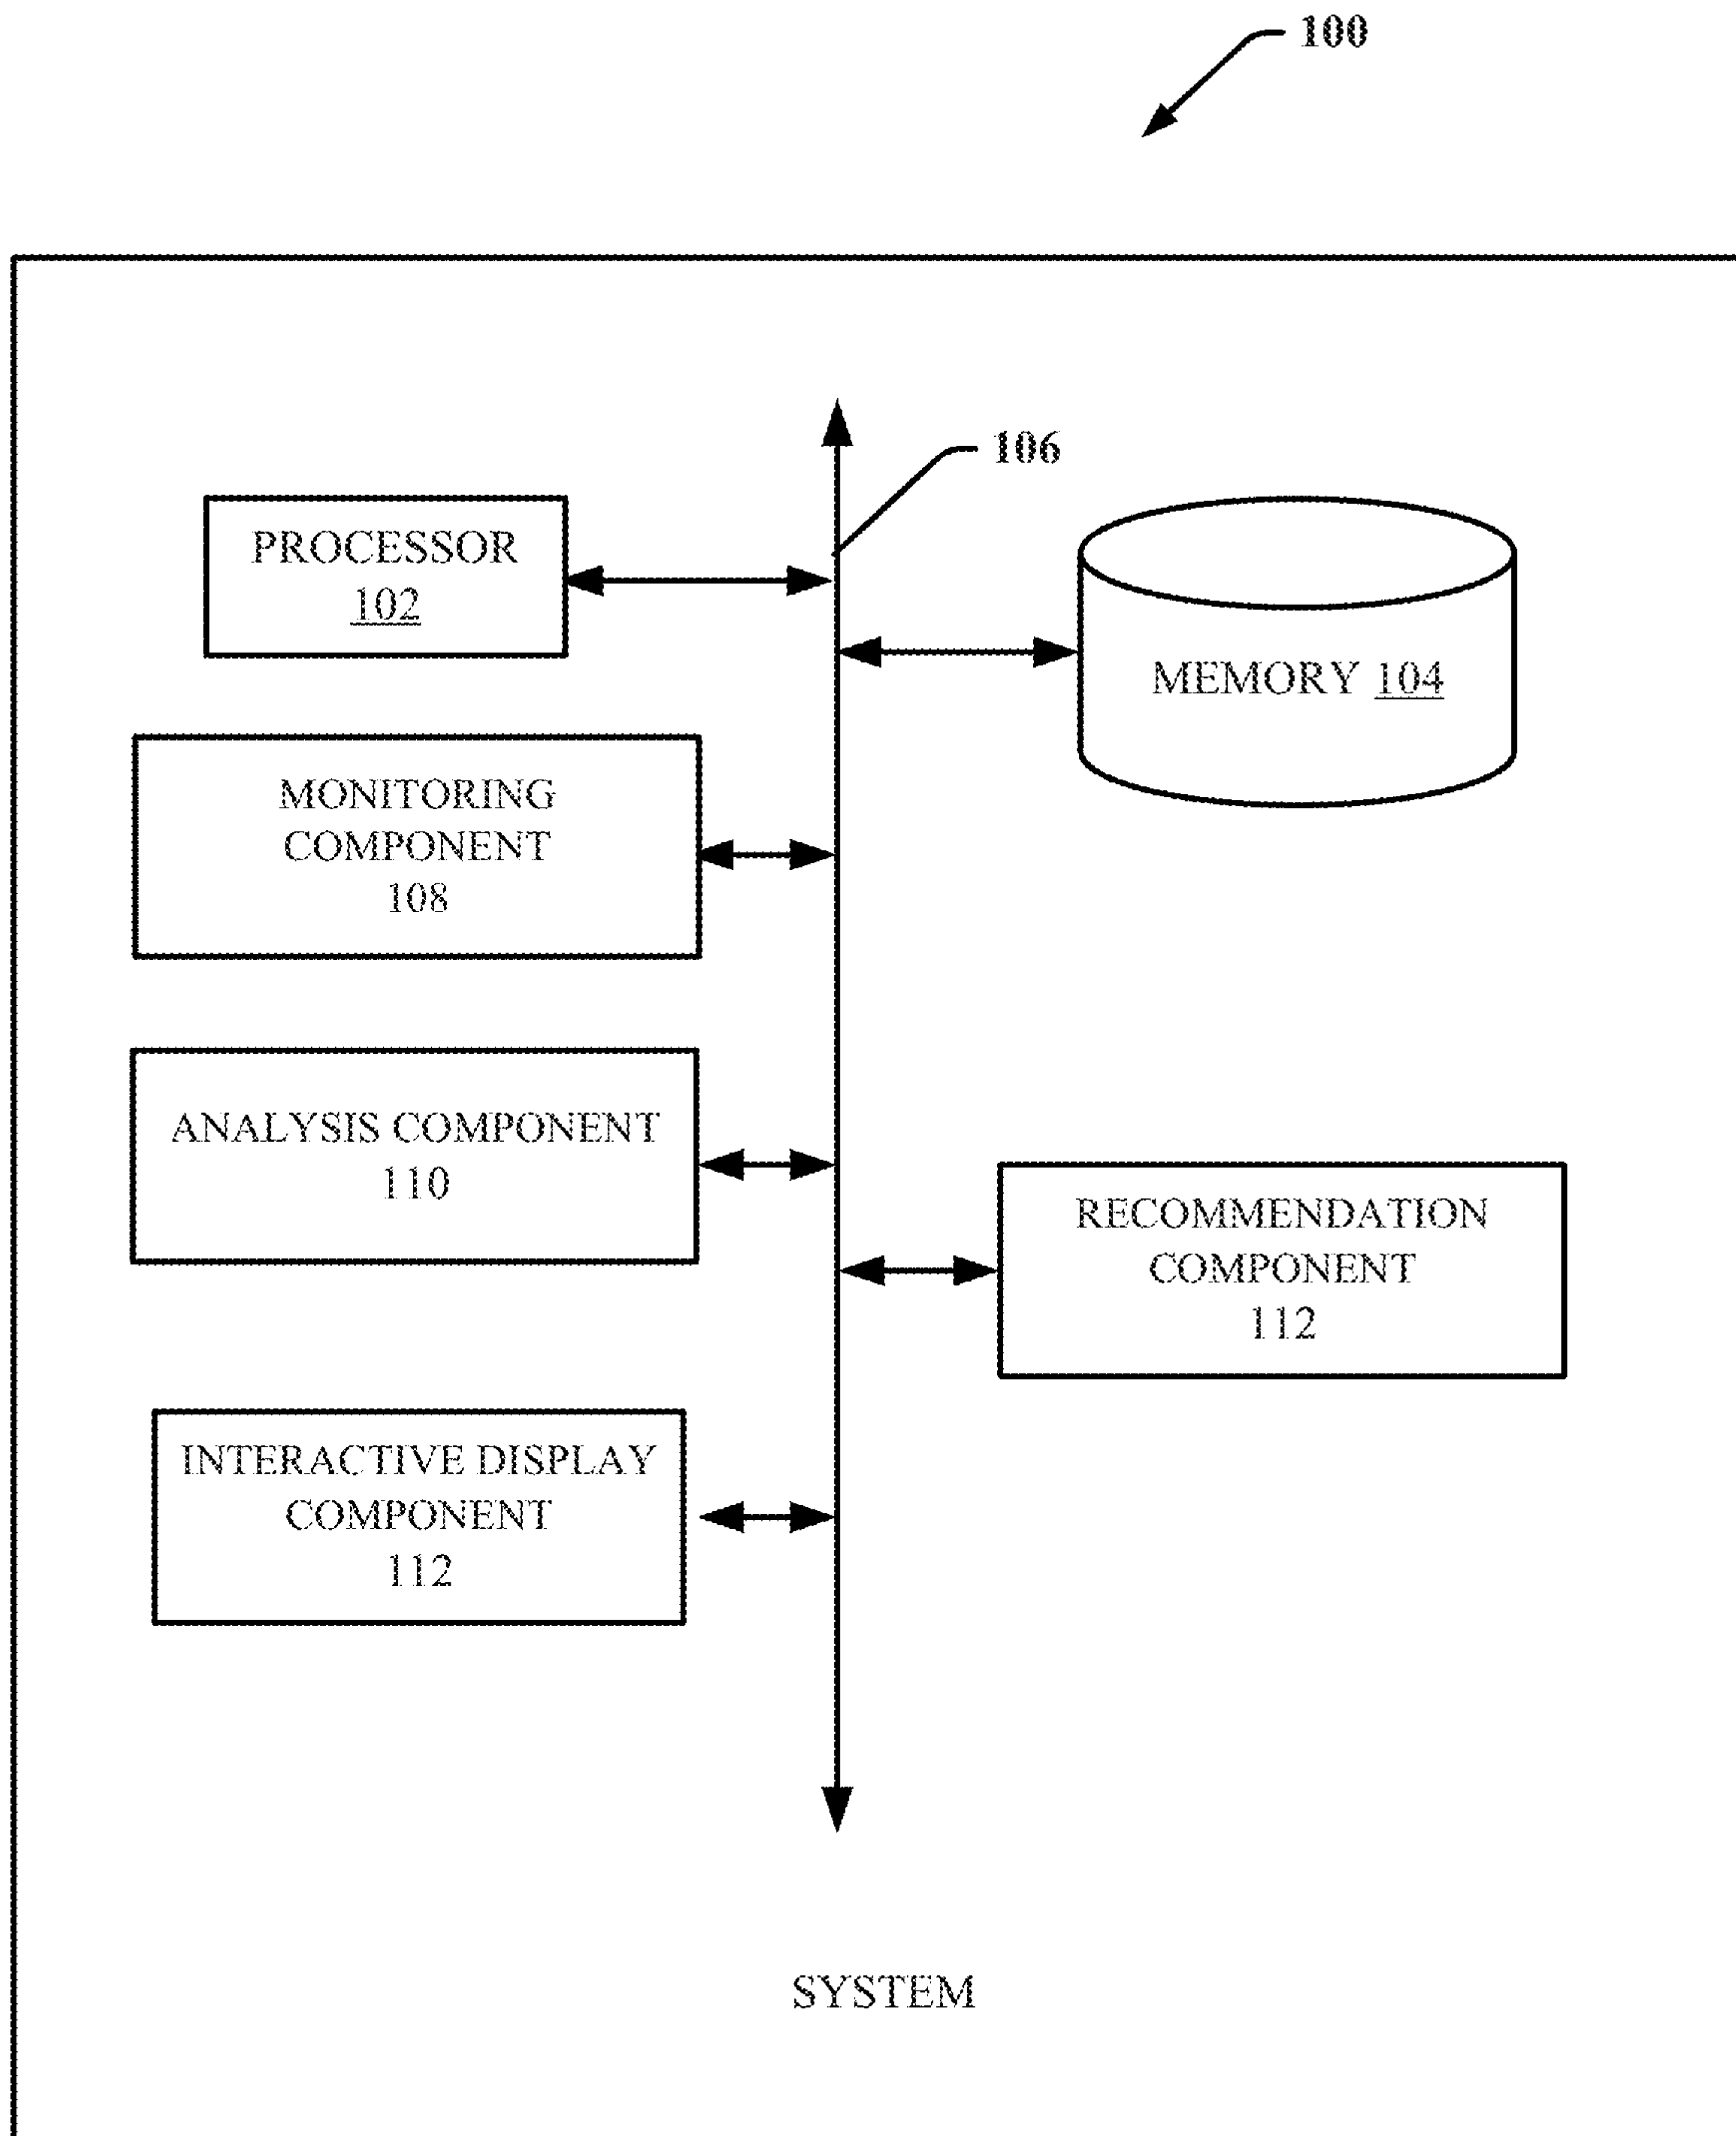 100
106
PROCESSOR
102
MEMORY 104
MONITORING
COMPONENT
108
ANALYSIS COMPONENT
110
RECOMMENDATION
COMPONENT
112
INTERACTIVE DISPLAY
COMPONENT
112
SYSTEM